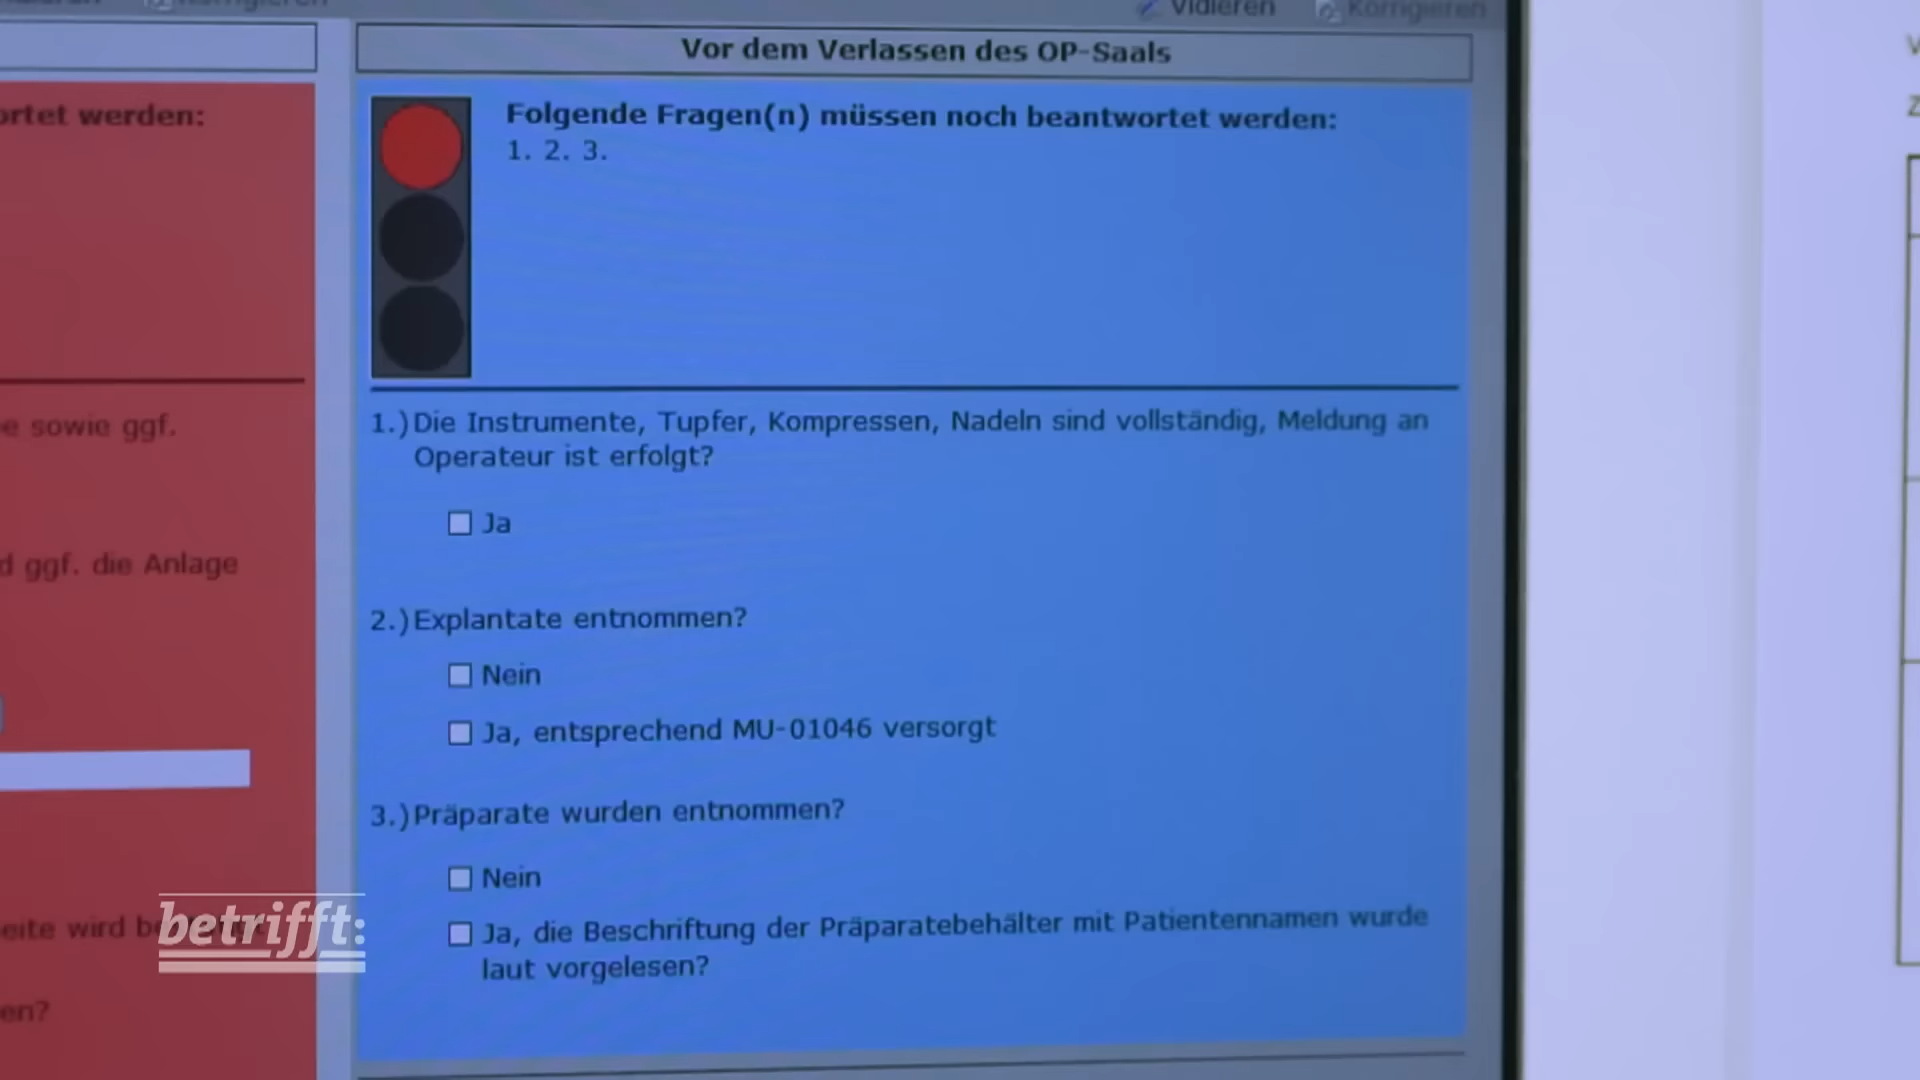 Vidieren
Korrigieren
Vor dem Verlassen des OP-Saals
werden:
Folgende Fragen(n) müssen noch beantwortet werden:
1. 2. 3.
sowie ggf.
ggf. die Anlage
1.) Die Instrumente, Tupfer, Kompressen, Nadeln sind vollständig, Meldung an
Operateur ist erfolgt?
Ja
2.) Explantate entnommen?
Nein
Ja, entsprechend MU-01046 versorgt
3.) Präparate wurden entnommen?
Nein
Ja, die Beschriftung der Präparatebehälter mit Patientennamen wurde
laut vorgelesen?
wird
betrifft: